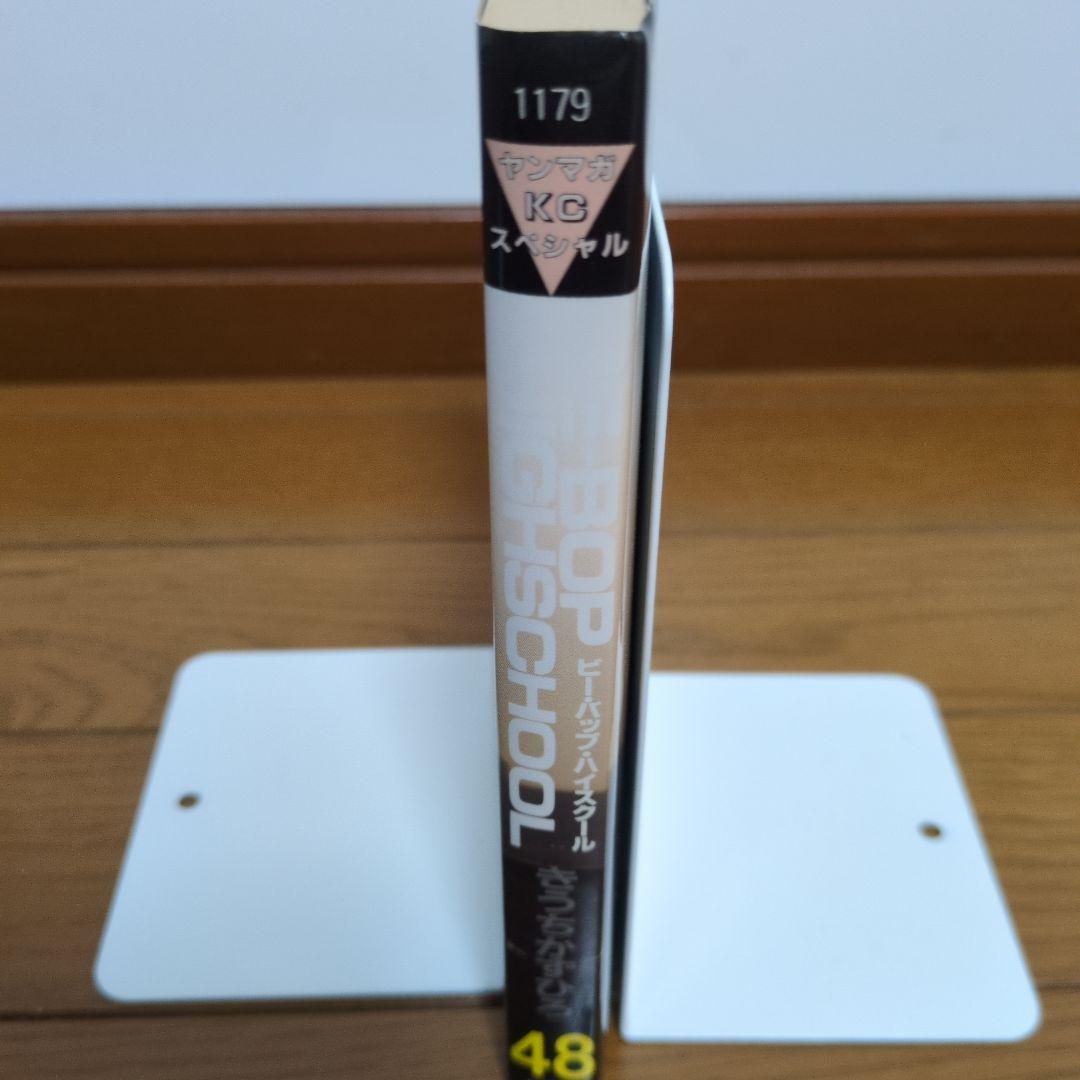 1179
ヤンマガ
KC
スペシャル
-BOP
GHSCHOOL
ビー・バップ・ハイスクール
きうちかずひろ
48